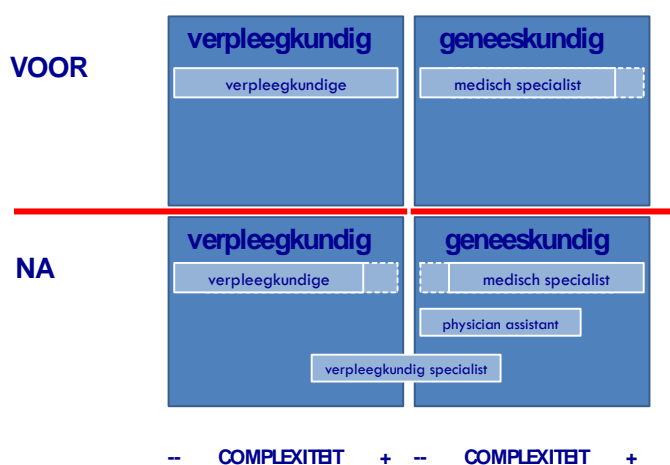 verpleegkundig geneeskundig
VOOR
verpleegkundige medisch specialist
verpleegkundig geneeskundig
NA
verpleegkundige medisch specialist
physician assistant
verpleegkundig specialist
-- COMPLEXITEIT + -- COMPLEXITEIT +